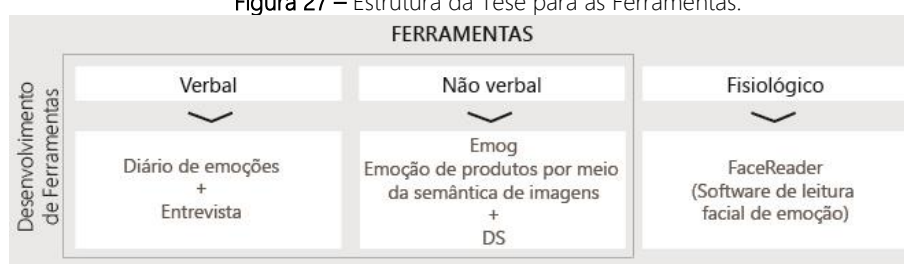 Figura 27 – Estrutura da Tese para as Ferramentas.
FERRAMENTAS
Desenvolvimento
de Ferramentas
Verbal
Diário de emoções
+
Entrevista
Não verbal
Emog
Emoção de produtos por meio
da semântica de imagens
+
DS
Fisiológico
FaceReader
(Software de leitura
facial de emoção)